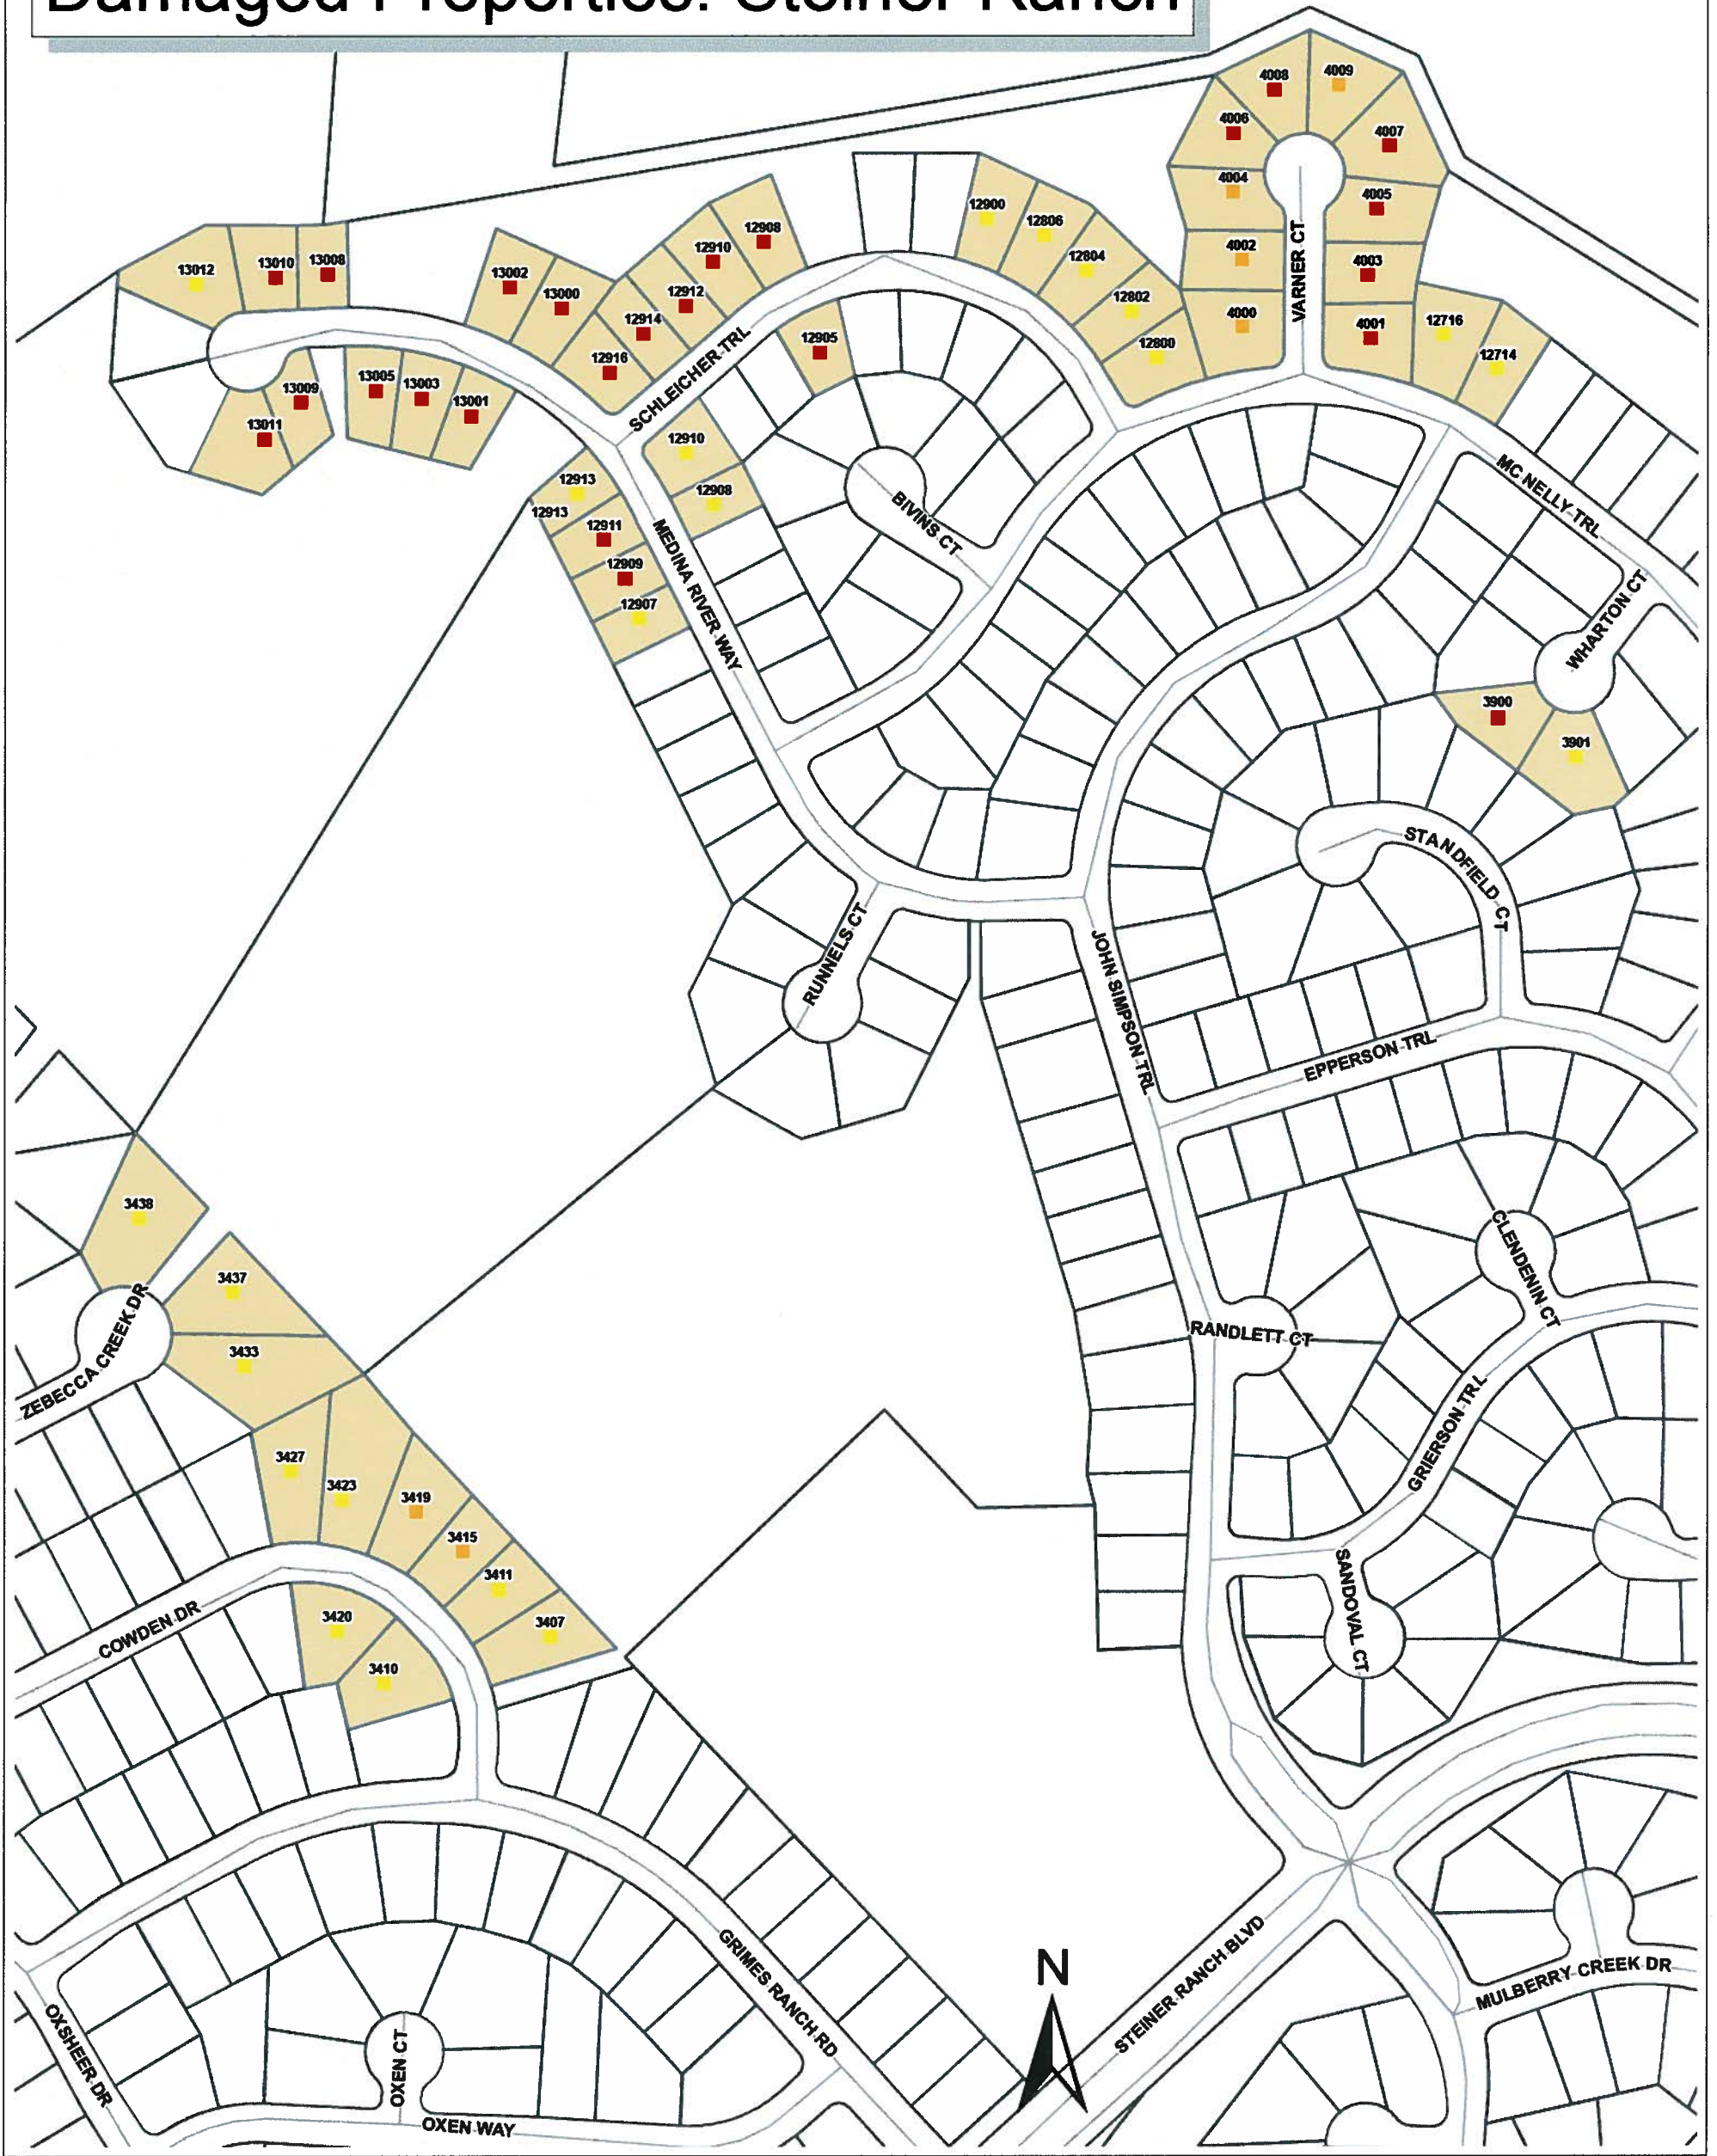 Damaged Properties: Steiner Ranch
4008
4009
4006
4007
4004
4005
4002
4003
4000
4001
VARNER CT
12716
12714
12900
12806
12804
12802
12800
12908
12910
12912
12914
12916
13002
13000
13012
13010
13008
13005
13003
13001
13009
13011
SCHLEICHER TRL
12905
12910
12908
12913
12913
12911
12909
12907
MEDINA RIVER WAY
BIVINS CT
MC NELLY TRL
WHARTON CT
3900
3901
STANDFIELD CT
RUNNELS CT
JOHN SIMPSON TRL
EPPERSON TRL
3438
3437
3433
ZEBECCA CREEK DR
CLENDENIN CT
RANDLETT CT
GRIERSON TRL
3427
3423
3419
3415
3411
3407
3420
3410
COWDEN DR
SANDOVAL CT
GRIMES RANCH RD
STEINER RANCH BLVD
MULBERRY CREEK DR
N
OXSHEER DR
OXEN CT
OXEN WAY